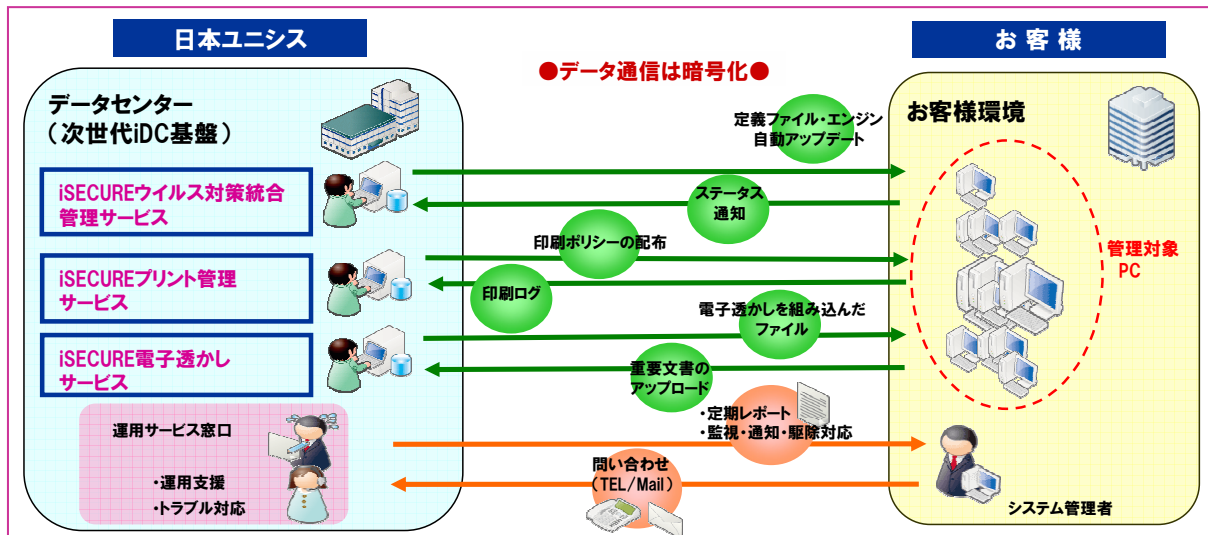 日本ユニシス
お 客 様
●データ通信は暗号化●
データセンター
（次世代iDC基盤）
iSECUREウイルス対策統合
管理サービス
iSECUREプリント管理
サービス
iSECURE電子透かし
サービス
運用サービス窓口
・運用支援
・トラブル対応
定義ファイル・エンジン
自動アップデート
ステータス
通知
印刷ポリシーの配布
印刷ログ
電子透かしを組み込んだ
ファイル
重要文書の
アップロード
・定期レポート
・監視・通知・駆除対応
問い合わせ
（TEL/Mail）
お客様環境
管理対象
PC
システム管理者